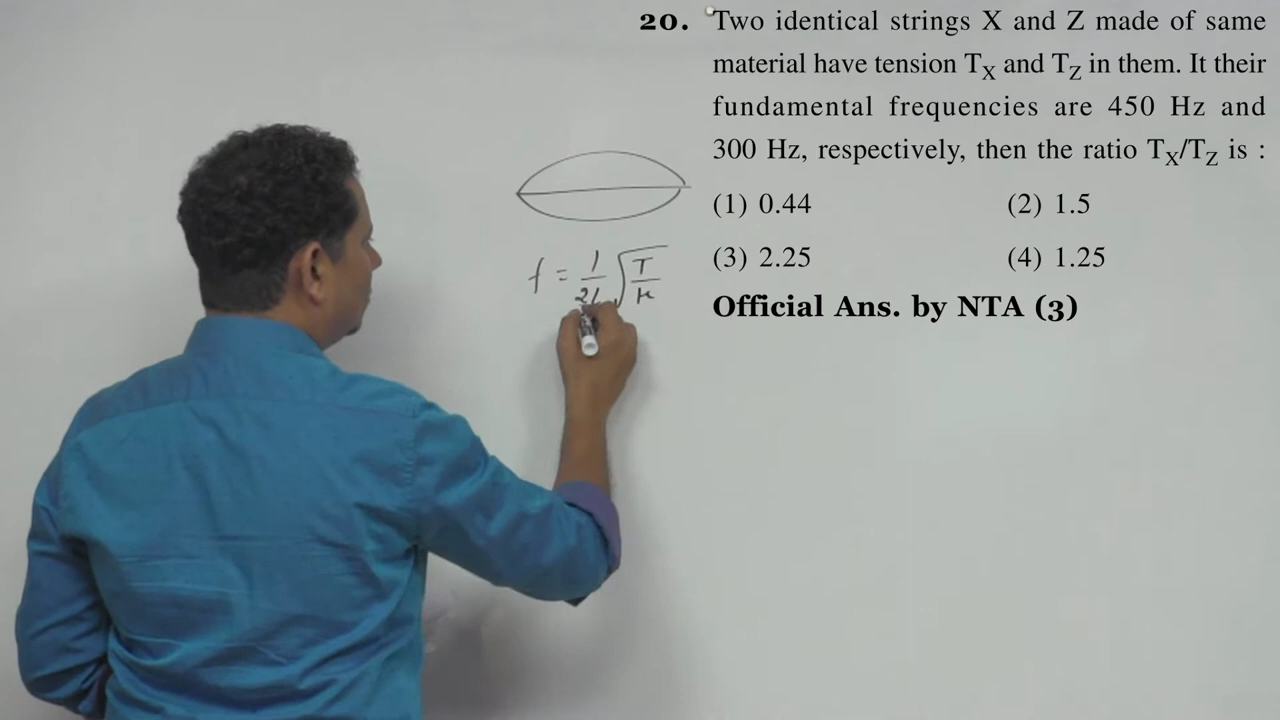 20. Two identical strings X and Z made of same
material have tension T_X and T_Z in them. It their
fundamental frequencies are 450 Hz and
300 Hz, respectively, then the ratio T_X/T_Z is :
(1) 0.44 (2) 1.5
(3) 2.25 (4) 1.25
Official Ans. by NTA (3)
f = 1/2L √T/μ